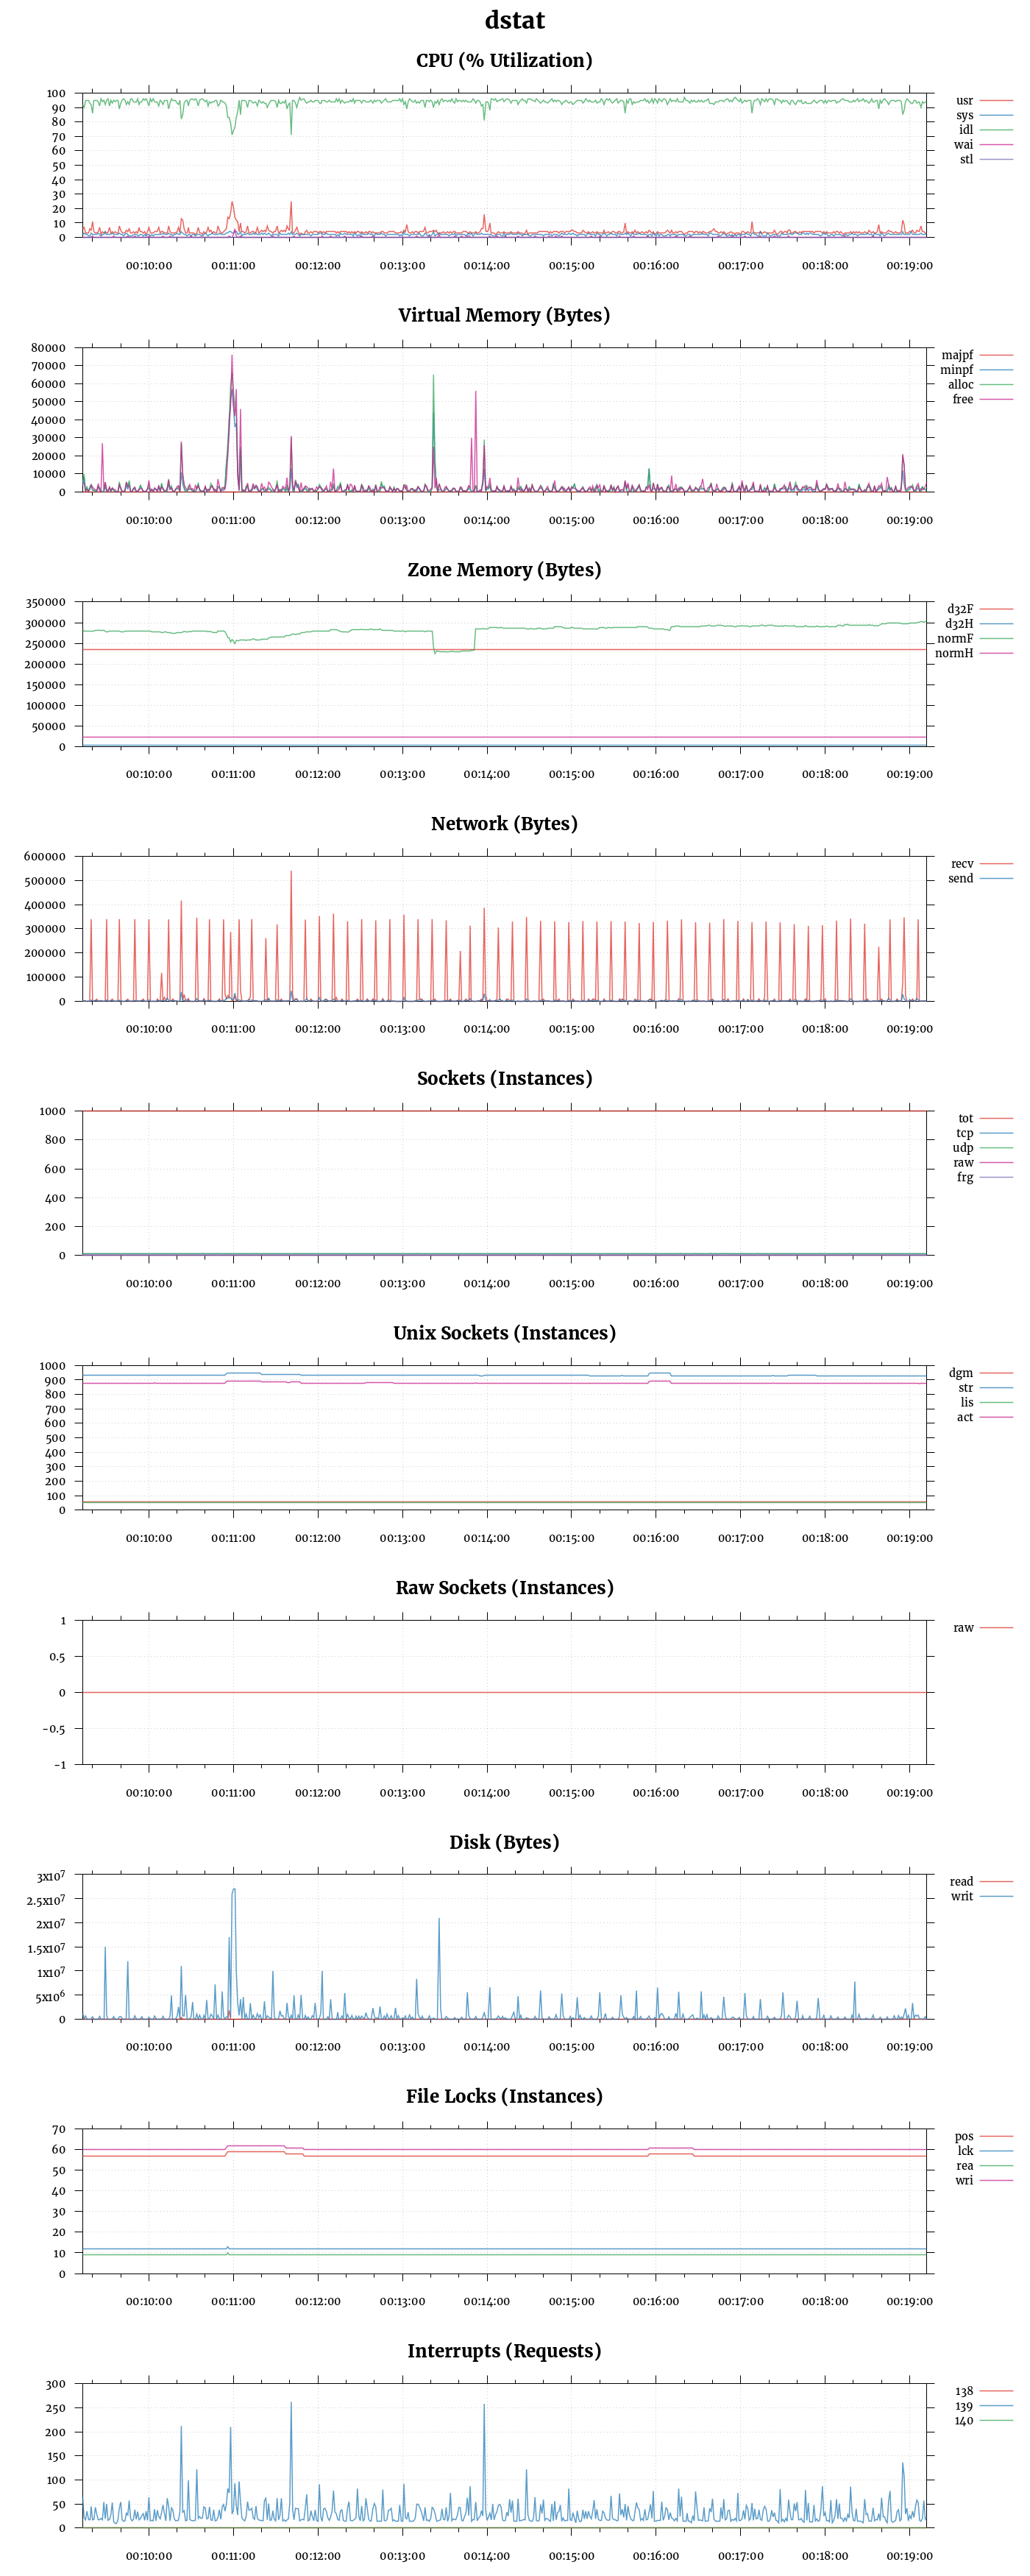 dstat
CPU (% Utilization)
100
90
80
70
60
50
40
30
20
10
0
00:10:00 00:11:00 00:12:00 00:13:00 00:14:00 00:15:00 00:16:00 00:17:00 00:18:00 00:19:00
usr
sys
idl
wai
stl
Virtual Memory (Bytes)
80000
70000
60000
50000
40000
30000
20000
10000
0
00:10:00 00:11:00 00:12:00 00:13:00 00:14:00 00:15:00 00:16:00 00:17:00 00:18:00 00:19:00
majpf
minpf
alloc
free
Zone Memory (Bytes)
350000
300000
250000
200000
150000
100000
50000
0
00:10:00 00:11:00 00:12:00 00:13:00 00:14:00 00:15:00 00:16:00 00:17:00 00:18:00 00:19:00
d32F
d32H
normF
normH
Network (Bytes)
600000
500000
400000
300000
200000
100000
0
00:10:00 00:11:00 00:12:00 00:13:00 00:14:00 00:15:00 00:16:00 00:17:00 00:18:00 00:19:00
recv
send
Sockets (Instances)
1000
800
600
400
200
0
00:10:00 00:11:00 00:12:00 00:13:00 00:14:00 00:15:00 00:16:00 00:17:00 00:18:00 00:19:00
tot
tcp
udp
raw
frg
Unix Sockets (Instances)
1000
900
800
700
600
500
400
300
200
100
0
00:10:00 00:11:00 00:12:00 00:13:00 00:14:00 00:15:00 00:16:00 00:17:00 00:18:00 00:19:00
dgm
str
lis
act
Raw Sockets (Instances)
1
0.5
0
-0.5
-1
00:10:00 00:11:00 00:12:00 00:13:00 00:14:00 00:15:00 00:16:00 00:17:00 00:18:00 00:19:00
raw
Disk (Bytes)
3x10⁷
2.5x10⁷
2x10⁷
1.5x10⁷
1x10⁷
5x10⁶
0
00:10:00 00:11:00 00:12:00 00:13:00 00:14:00 00:15:00 00:16:00 00:17:00 00:18:00 00:19:00
read
writ
File Locks (Instances)
70
60
50
40
30
20
10
0
00:10:00 00:11:00 00:12:00 00:13:00 00:14:00 00:15:00 00:16:00 00:17:00 00:18:00 00:19:00
pos
lck
rea
wri
Interrupts (Requests)
300
250
200
150
100
50
0
00:10:00 00:11:00 00:12:00 00:13:00 00:14:00 00:15:00 00:16:00 00:17:00 00:18:00 00:19:00
138
139
140